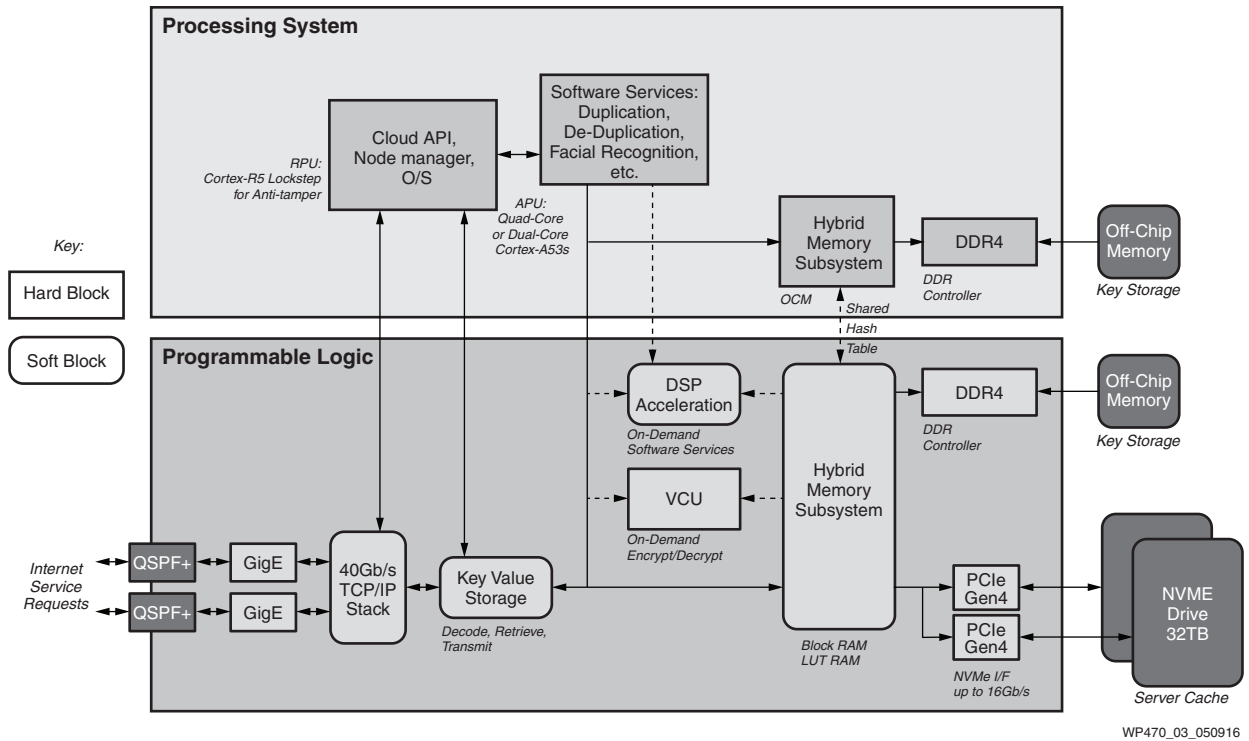 Processing System
Software Services:
Duplication,
De-Duplication,
Facial Recognition,
etc.
Cloud API,
Node manager,
O/S
RPU:
Cortex-R5 Lockstep
for Anti-tamper
APU:
Quad-Core
or Dual-Core
Cortex-A53s
Hybrid
Memory
Subsystem
OCM
DDR4
DDR
Controller
Off-Chip
Memory
Key Storage
Shared
Hash
Table
Key:
Hard Block
Soft Block
Programmable Logic
DSP
Acceleration
On-Demand
Software Services
VCU
On-Demand
Encrypt/Decrypt
Hybrid
Memory
Subsystem
Block RAM
LUT RAM
DDR4
DDR
Controller
Off-Chip
Memory
Key Storage
Internet
Service
Requests
QSPF+
GigE
QSPF+
GigE
40Gb/s
TCP/IP
Stack
Key Value
Storage
Decode, Retrieve,
Transmit
PCIe
Gen4
PCIe
Gen4
NVMe I/F
up to 16Gb/s
NVME
Drive
32TB
Server Cache
WP470_03_050916